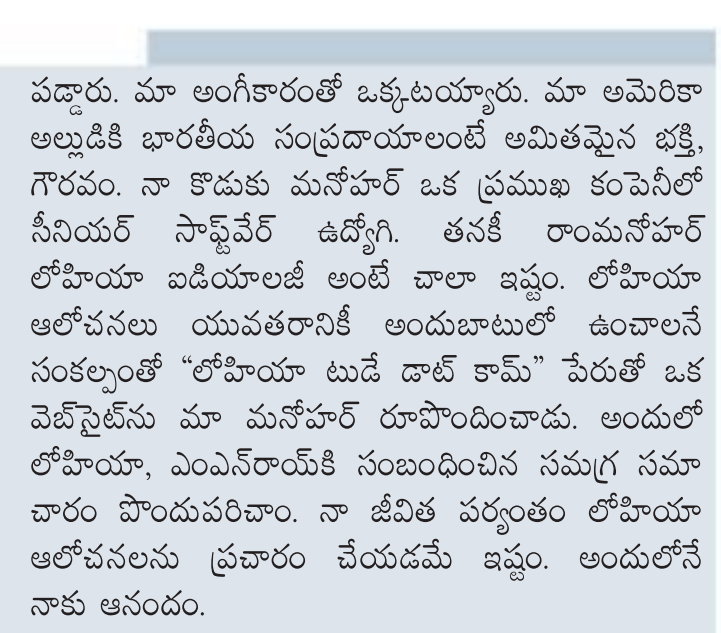 పడ్డారు. మా అంగీకారంతో ఒక్కటయ్యారు. మా అమెరికా
అల్లుడికి భారతీయ సంప్రదాయాలంటే అమితమైన భక్తి,
గౌరవం. నా కొడుకు మనోహర్ ఒక ప్రముఖ కంపెనీలో
సీనియర్ సాఫ్ట్‌వేర్ ఉద్యోగి. తనకీ రాంమనోహర్
లోహియా ఐడియాలజీ అంటే చాలా ఇష్టం. లోహియా
ఆలోచనలు యువతరానికీ అందుబాటులో ఉంచాలనే
సంకల్పంతో “లోహియా టుడే డాట్ కామ్” పేరుతో ఒక
వెబ్‌సైట్‌ను మా మనోహర్ రూపొందించాడు. అందులో
లోహియా, ఎంఎన్‌రాయ్‌కి సంబంధించిన సమగ్ర సమా
చారం పొందుపరిచాం. నా జీవిత పర్యంతం లోహియా
ఆలోచనలను ప్రచారం చేయడమే ఇష్టం. అందులోనే
నాకు ఆనందం.